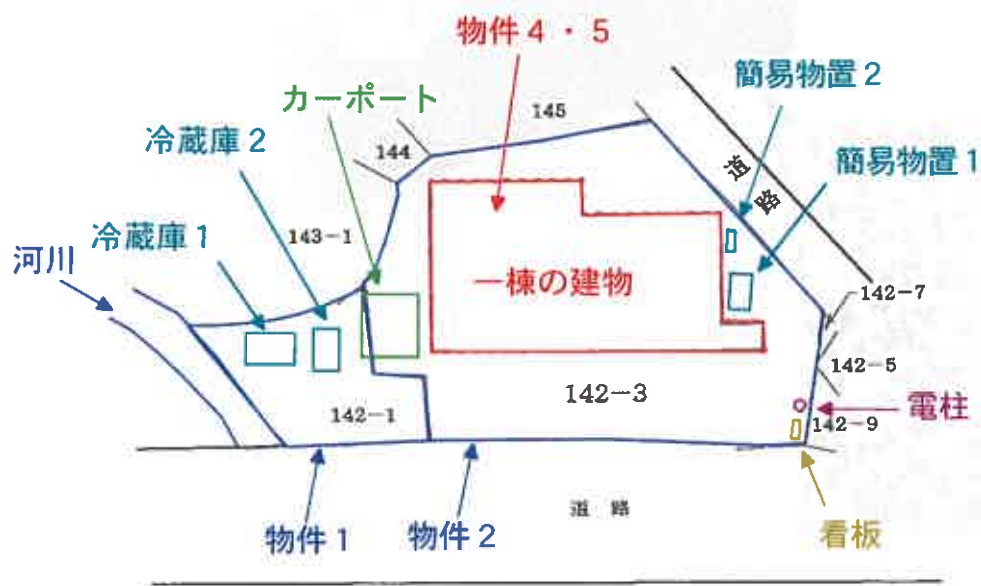 物件4・5
簡易物置2
カーポート
145
冷蔵庫2
144
道路
簡易物置1
143-1
冷蔵庫1
河川
一棟の建物
142-7
142-5
142-3
142-1
電柱
142-9
道 路
物件1
物件2
看板